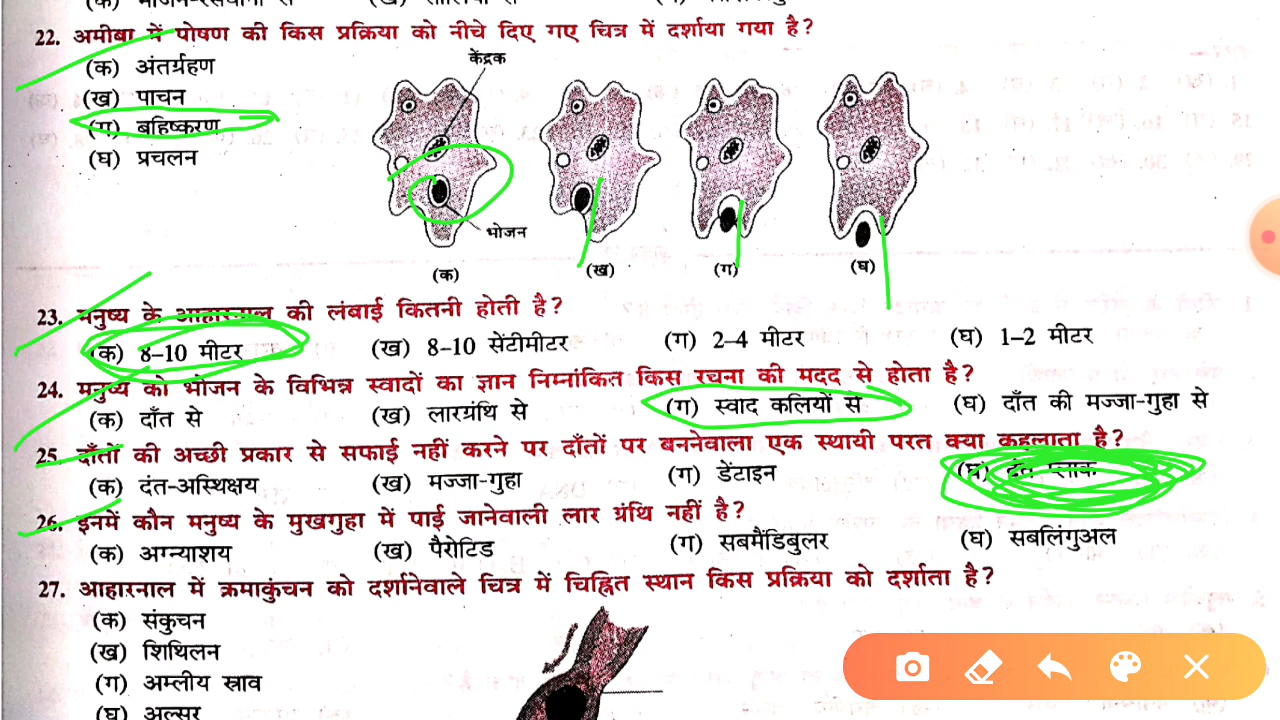 22. अमीबा में पोषण की किस प्रक्रिया को नीचे दिए गए चित्र में दर्शाया गया है?
(क) अंतर्ग्रहण
(ख) पाचन
(ग) बहिष्करण
(घ) प्रचलन
केंद्रक
भोजन
(क) (ख) (ग) (घ)
23. मनुष्य के आहारनाल की लंबाई कितनी होती है?
(क) 8–10 मीटर (ख) 8–10 सेंटीमीटर (ग) 2–4 मीटर (घ) 1–2 मीटर
24. मनुष्य को भोजन के विभिन्न स्वादों का ज्ञान निम्नांकित किस रचना की मदद से होता है?
(क) दाँत से (ख) लारग्रंथि से (ग) स्वाद कलियों से (घ) दाँत की मज्जा-गुहा से
25. दाँतों की अच्छी प्रकार से सफाई नहीं करने पर दाँतों पर बननेवाला एक स्थायी परत क्या कहलाता है?
(क) दंत-अस्थिक्षय (ख) मज्जा-गुहा (ग) डेंटाइन (घ) दंत प्लाक
26. इनमें कौन मनुष्य के मुखगुहा में पाई जानेवाली लार ग्रंथि नहीं है?
(क) अग्न्याशय (ख) पैरोटिड (ग) सबमैंडिबुलर (घ) सबलिंगुअल
27. आहारनाल में क्रमाकुंचन को दर्शानेवाले चित्र में चिह्नित स्थान किस प्रक्रिया को दर्शाता है?
(क) संकुचन
(ख) शिथिलन
(ग) अम्लीय स्राव
(घ) अल्सर